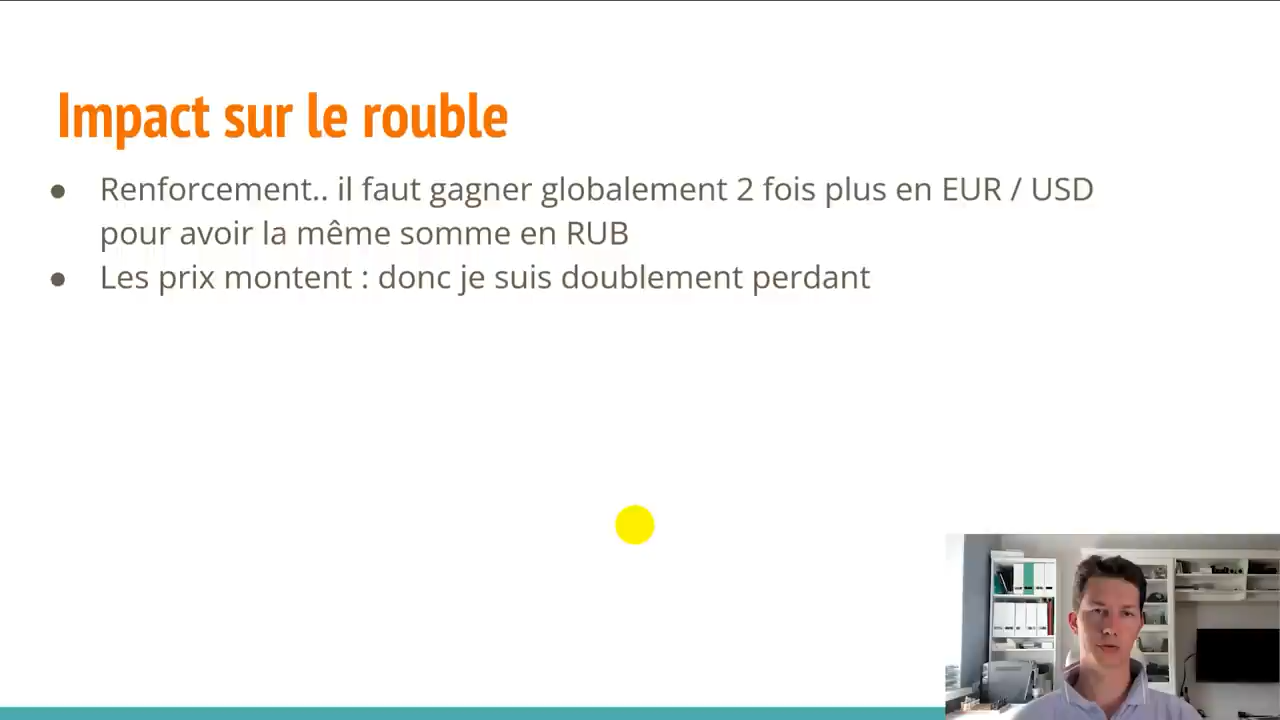 Impact sur le rouble
● Renforcement.. il faut gagner globalement 2 fois plus en EUR / USD
pour avoir la même somme en RUB
● Les prix montent : donc je suis doublement perdant